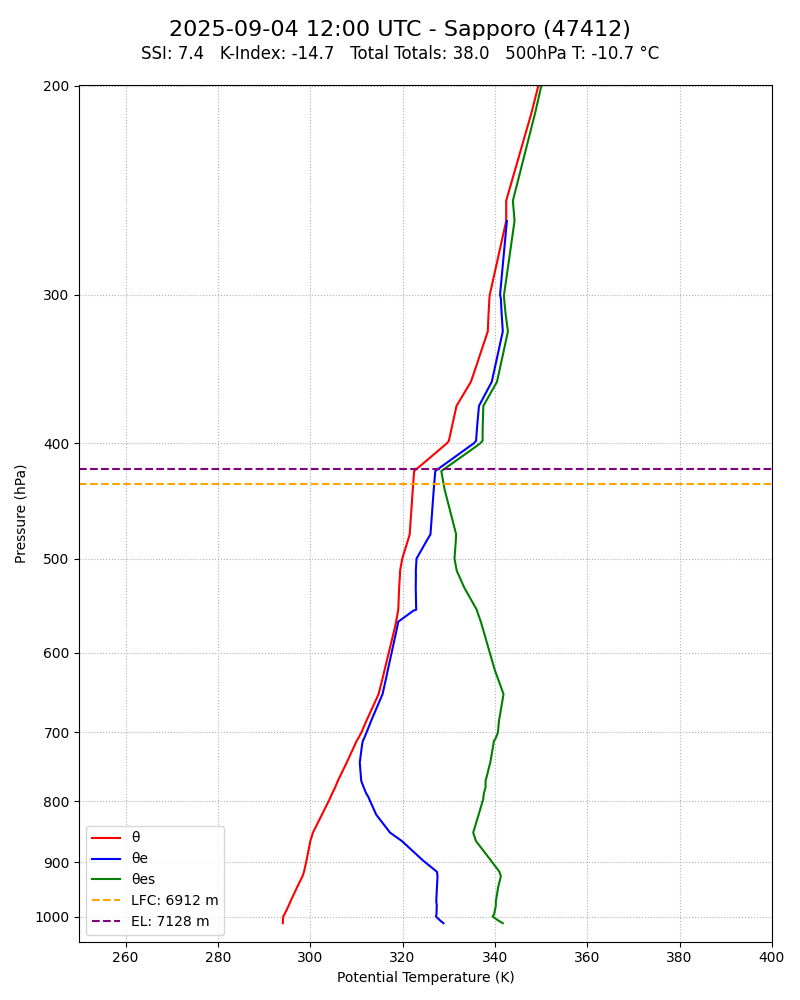 2025-09-04 12:00 UTC - Sapporo (47412)
SSI: 7.4   K-Index: -14.7   Total Totals: 38.0   500hPa T: -10.7 °C
200
300
400
500
600
700
800
900
1000
Pressure (hPa)
θ
θe
θes
LFC: 6912 m
EL: 7128 m
260 280 300 320 340 360 380 400
Potential Temperature (K)